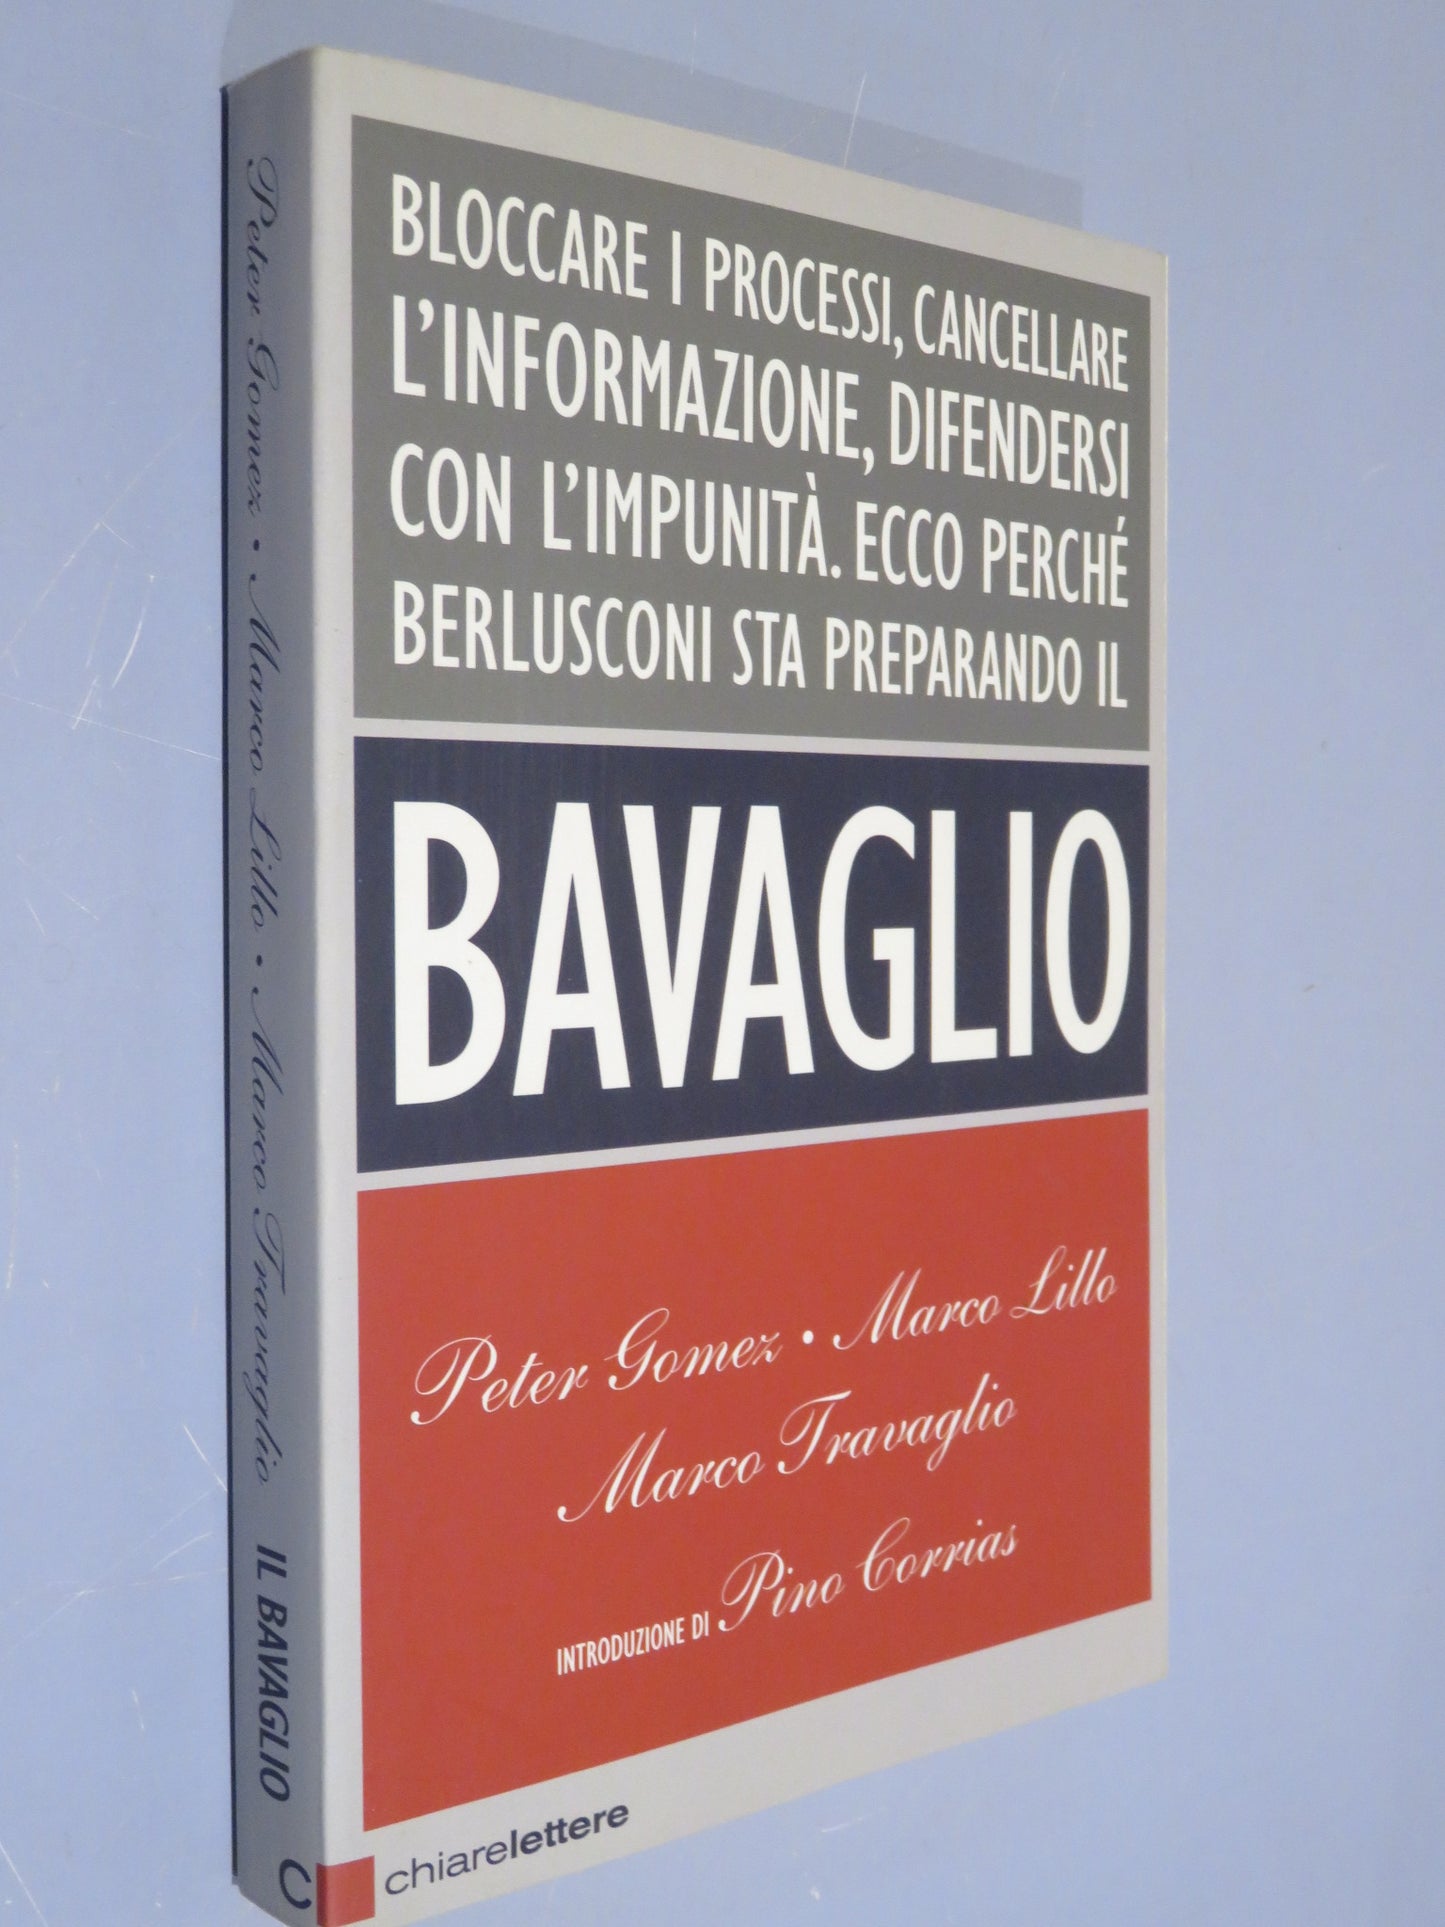 BLOCCARE I PROCESSI, CANCELLARE
L'INFORMAZIONE, DIFENDERSI
CON L'IMPUNITÀ. ECCO PERCHÉ
BERLUSCONI STA PREPARANDO IL
BAVAGLIO
Peter Gomez • Marco Lillo
Marco Travaglio
INTRODUZIONE DI Pino Corrias
chiarelettere
Peter Gomez • Marco Lillo • Marco Travaglio IL BAVAGLIO C